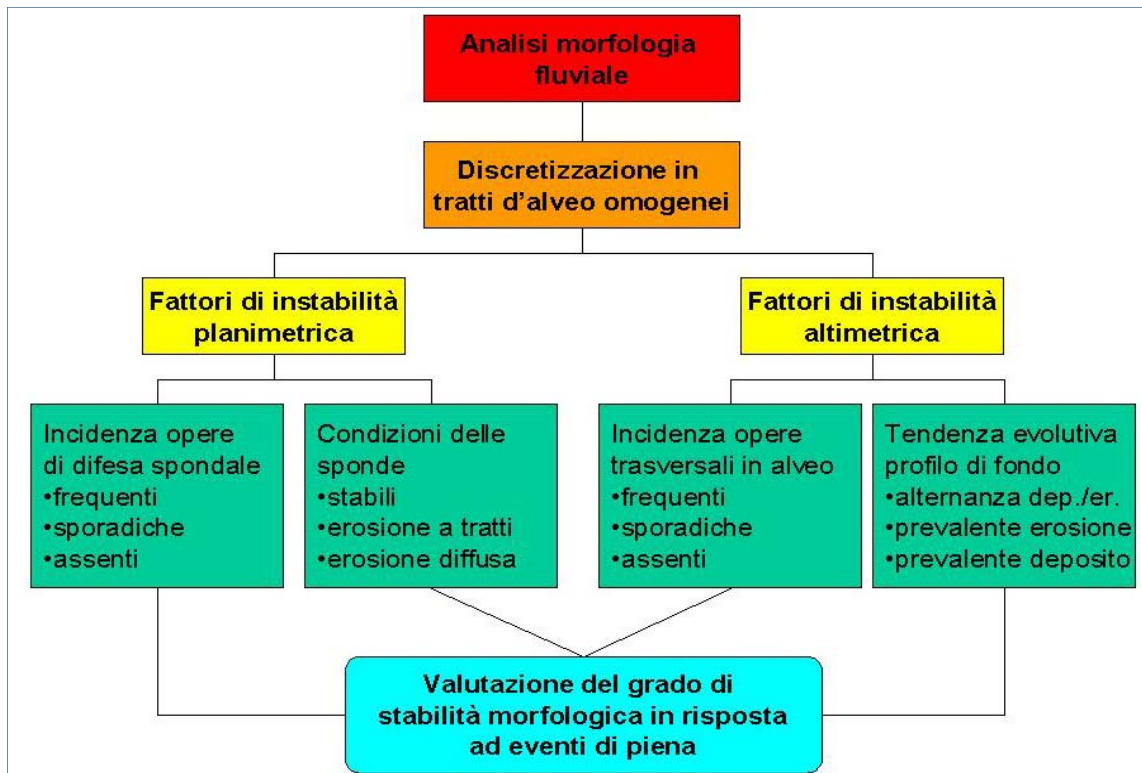 Analisi morfologia
fluviale
Discretizzazione in
tratti d'alveo omogenei
Fattori di instabilità
planimetrica
Fattori di instabilità
altimetrica
Incidenza opere
di difesa spondale
•frequenti
•sporadiche
•assenti
Condizioni delle
sponde
•stabili
•erosione a tratti
•erosione diffusa
Incidenza opere
trasversali in alveo
•frequenti
•sporadiche
•assenti
Tendenza evolutiva
profilo di fondo
•alternanza dep./er.
•prevalente erosione
•prevalente deposito
Valutazione del grado di
stabilità morfologica in risposta
ad eventi di piena